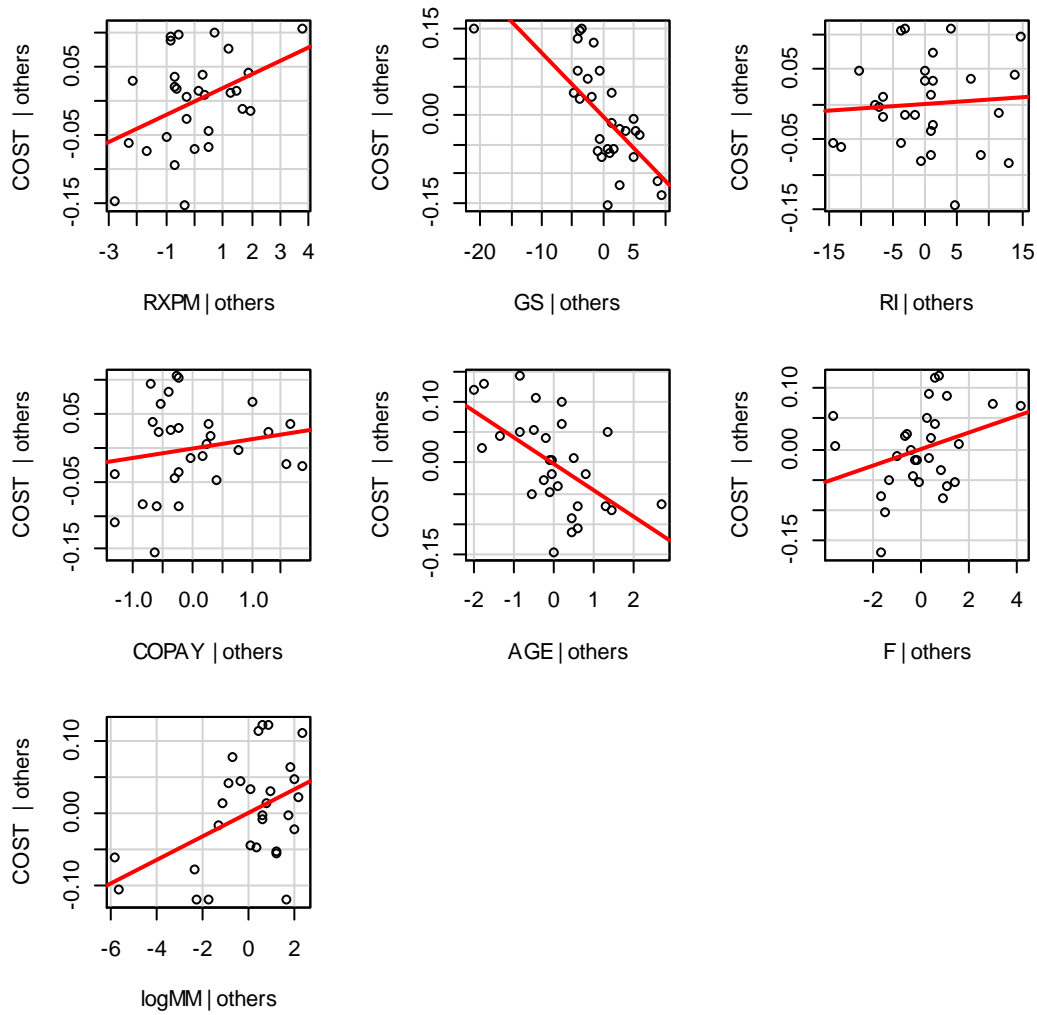 COST | others
-0.15 -0.05 0.05
-3 -1 0 1 2 3 4
RXPM | others
COST | others
-0.15 0.00 0.15
-20 -10 0 5
GS | others
COST | others
-0.15 -0.05 0.05
-15 -5 0 5 15
RI | others
COST | others
-0.15 -0.05 0.05
-1.0 0.0 1.0
COPAY | others
COST | others
-0.15 0.00 0.10
-2 -1 0 1 2
AGE | others
COST | others
-0.15 0.00 0.10
-2 0 2 4
F | others
COST | others
-0.10 0.00 0.10
-6 -4 -2 0 2
logMM | others